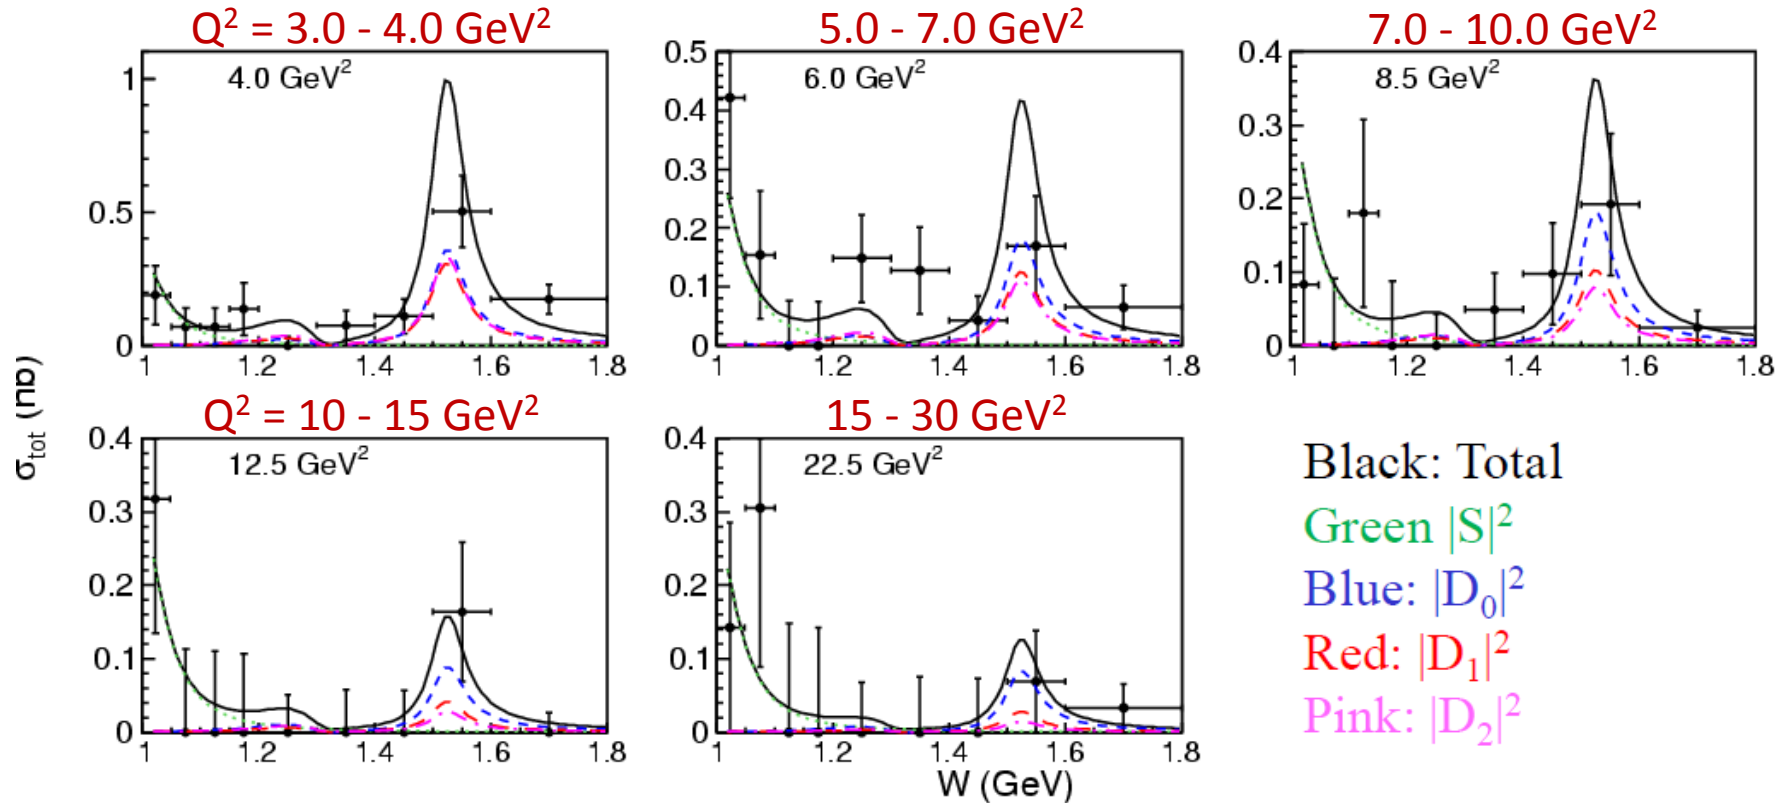 Q² = 3.0 - 4.0 GeV²
5.0 - 7.0 GeV²
7.0 - 10.0 GeV²
4.0 GeV²
6.0 GeV²
8.5 GeV²
1
0.5
0
0.5
0.4
0.3
0.2
0.1
0
0.4
0.3
0.2
0.1
0
1 1.2 1.4 1.6 1.8
1 1.2 1.4 1.6 1.8
1 1.2 1.4 1.6 1.8
Q² = 10 - 15 GeV²
15 - 30 GeV²
12.5 GeV²
22.5 GeV²
σtot (nb)
0.4
0.3
0.2
0.1
0
0.4
0.3
0.2
0.1
0
1 1.2 1.4 1.6 1.8
1 1.2 1.4 1.6 1.8
W (GeV)
Black: Total
Green |S|²
Blue: |D₀|²
Red: |D₁|²
Pink: |D₂|²